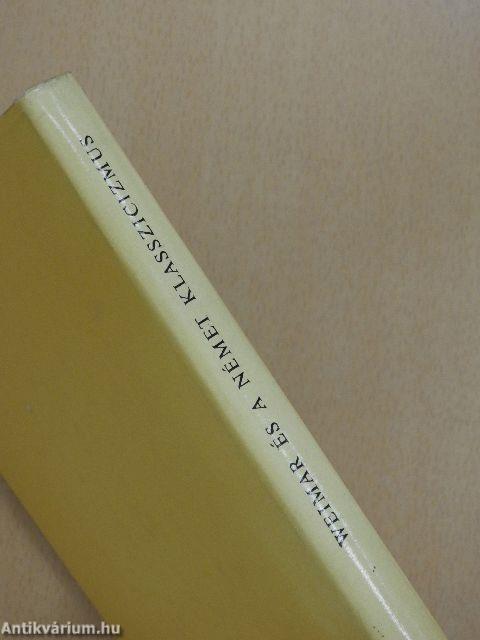 WEIMAR ÉS A NÉMET KLASSZICIZMUS
Antikvárium.hu